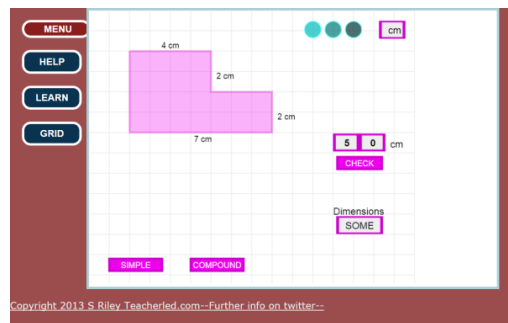 MENU
cm
4 cm
HELP
2 cm
LEARN
2 cm
GRID
7 cm
5 0 cm
CHECK
Dimensions
SOME
SIMPLE COMPOUND
Copyright 2013 S Riley Teacherled.com--Further info on twitter--